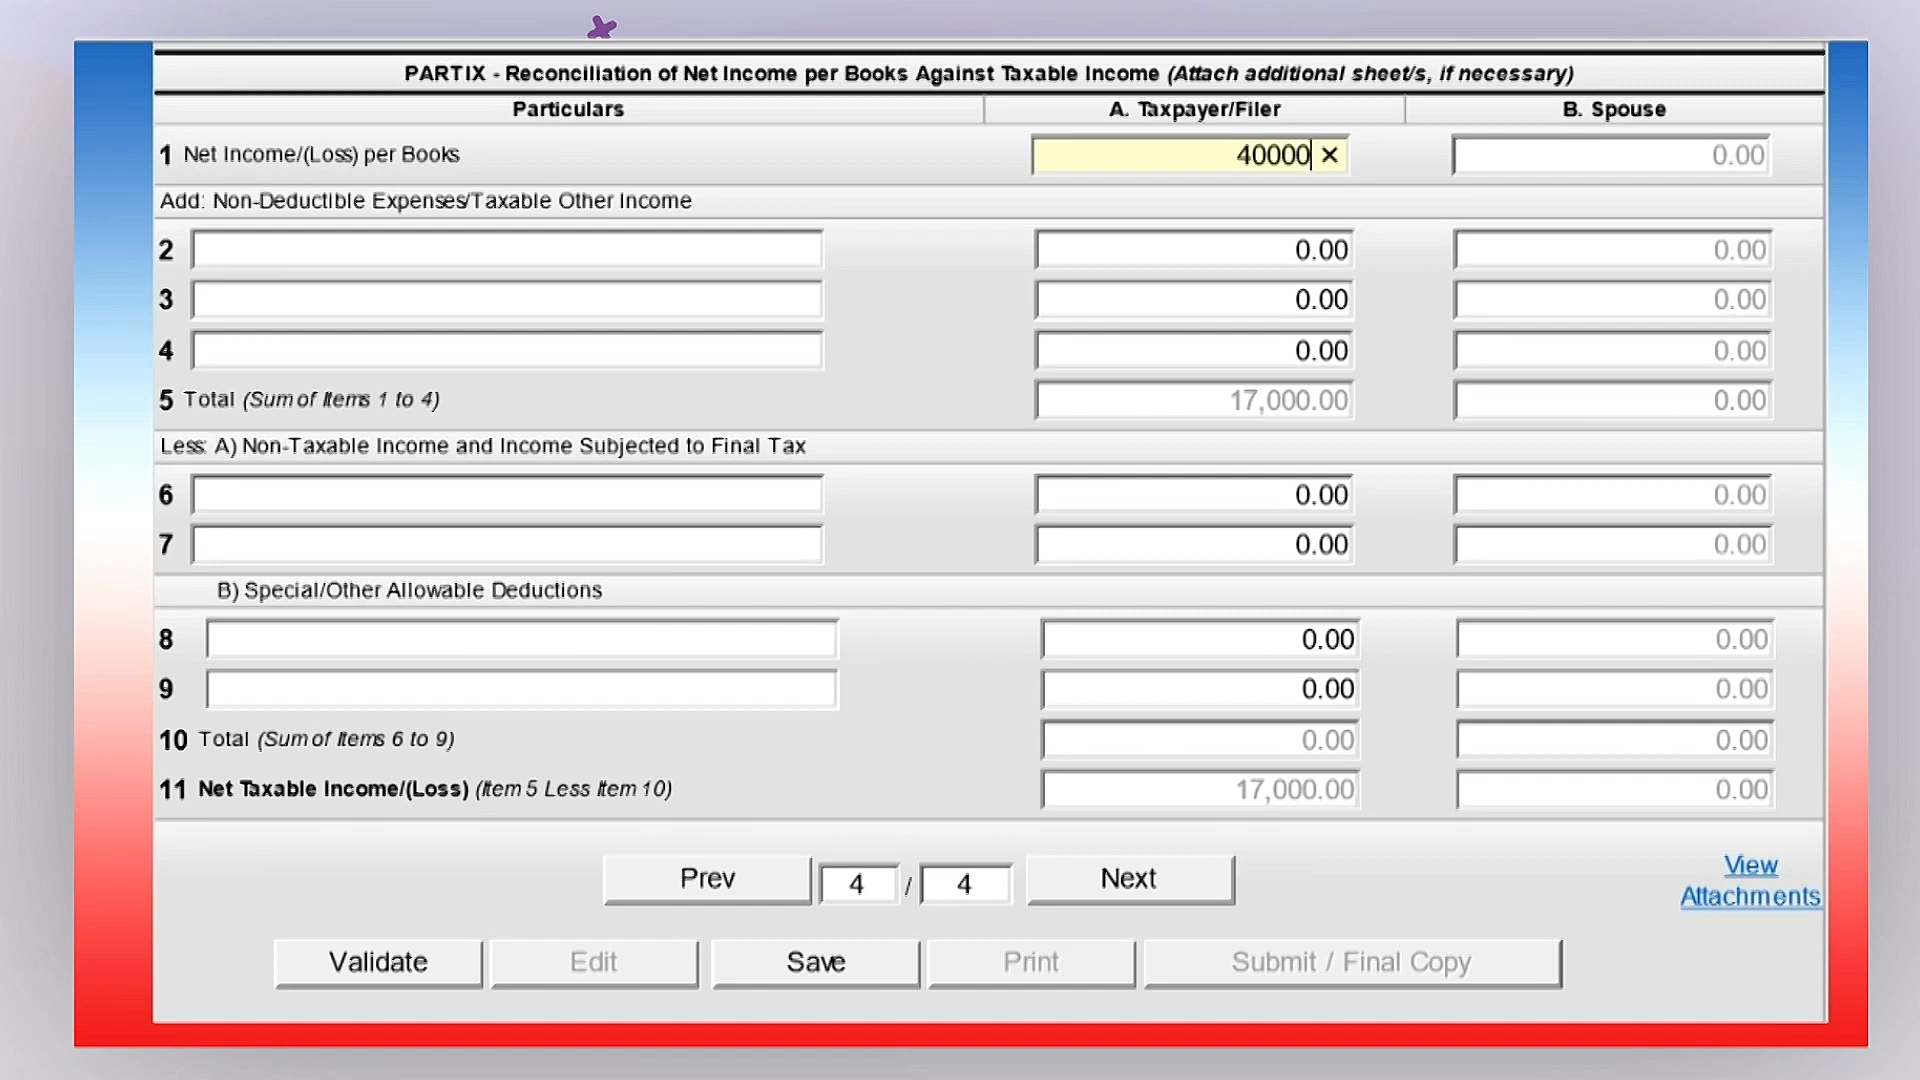 PART IX - Reconciliation of Net Income per Books Against Taxable Income (Attach additional sheet/s, if necessary)
Particulars A. Taxpayer/Filer B. Spouse
1 Net Income/(Loss) per Books 40000 × 0.00
Add: Non-Deductible Expenses/Taxable Other Income
2 0.00 0.00
3 0.00 0.00
4 0.00 0.00
5 Total (Sum of Items 1 to 4) 17,000.00 0.00
Less: A) Non-Taxable Income and Income Subjected to Final Tax
6 0.00 0.00
7 0.00 0.00
B) Special/Other Allowable Deductions
8 0.00 0.00
9 0.00 0.00
10 Total (Sum of Items 6 to 9) 0.00 0.00
11 Net Taxable Income/(Loss) (Item 5 Less Item 10) 17,000.00 0.00
Prev 4 / 4 Next
View
Attachments
Validate Edit Save Print Submit / Final Copy